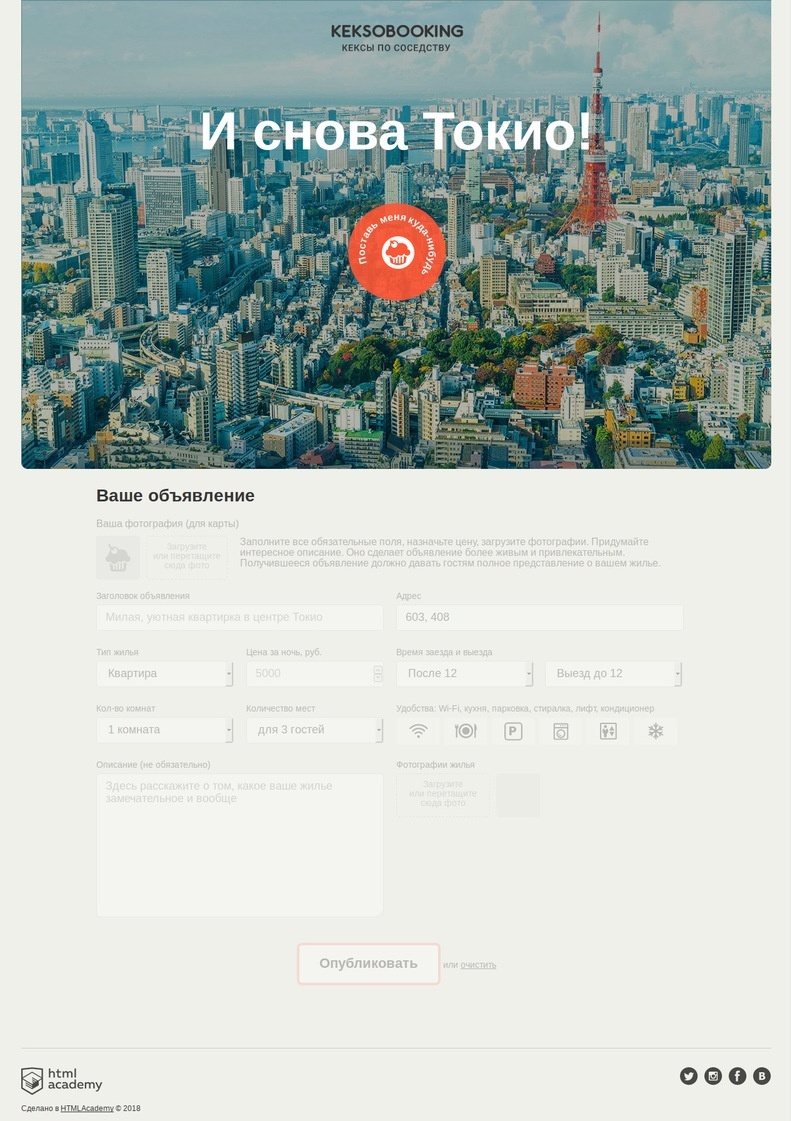 KEKSOBOOKING
КЕКСЫ ПО СОСЕДСТВУ
И снова Токио!
Поставь меня куда-нибудь
Ваше объявление
Ваша фотография (для карты)
Загрузите
или перетащите
сюда фото
Заполните все обязательные поля, назначьте цену, загрузите фотографии. Придумайте
интересное описание. Оно сделает объявление более живым и привлекательным.
Получившееся объявление должно давать гостям полное представление о вашем жилье.
Заголовок объявления
Адрес
Милая, уютная квартирка в центре Токио
603, 408
Тип жилья
Цена за ночь, руб.
Время заезда и выезда
Квартира
5000
После 12
Выезд до 12
Кол-во комнат
Количество мест
Удобства: Wi-Fi, кухня, парковка, стиралка, лифт, кондиционер
1 комната
для 3 гостей
P
Описание (не обязательно)
Фотографии жилья
Здесь расскажите о том, какое ваше жилье
замечательное и вообще
Загрузите
или перетащите
сюда фото
Опубликовать
или очистить
html
academy
Сделано в HTMLAcademy © 2018